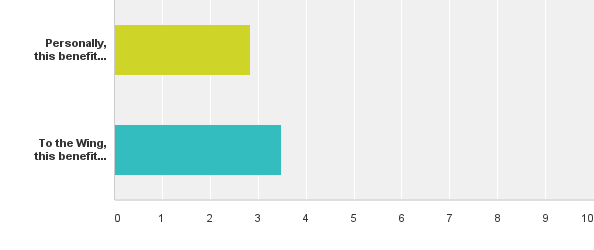 Personally,
this benefit...
To the Wing,
this benefit...
0 1 2 3 4 5 6 7 8 9 10